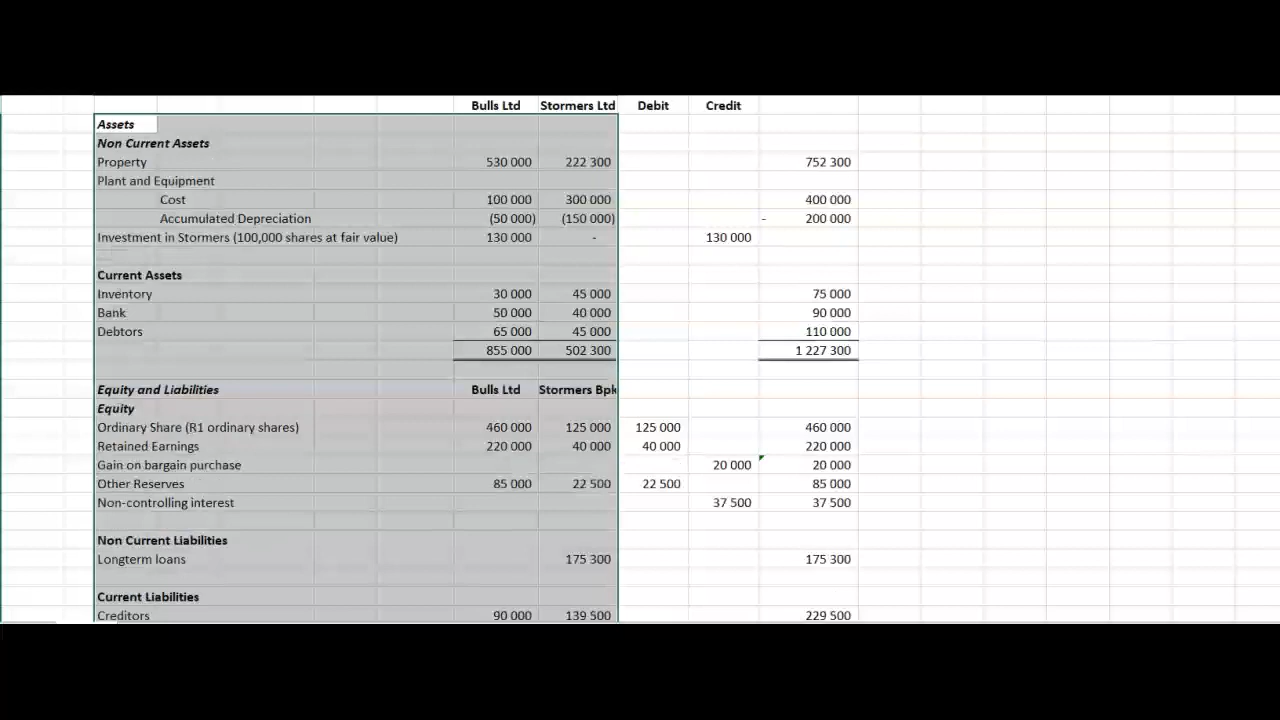 Bulls Ltd Stormers Ltd Debit Credit
Assets
Non Current Assets
Property 530 000 222 300 752 300
Plant and Equipment
Cost 100 000 300 000 400 000
Accumulated Depreciation (50 000) (150 000) - 200 000
Investment in Stormers (100,000 shares at fair value) 130 000 - 130 000
Current Assets
Inventory 30 000 45 000 75 000
Bank 50 000 40 000 90 000
Debtors 65 000 45 000 110 000
855 000 502 300 1 227 300
Equity and Liabilities Bulls Ltd Stormers Bpk
Equity
Ordinary Share (R1 ordinary shares) 460 000 125 000 125 000 460 000
Retained Earnings 220 000 40 000 40 000 220 000
Gain on bargain purchase 20 000 20 000
Other Reserves 85 000 22 500 22 500 85 000
Non-controlling interest 37 500 37 500
Non Current Liabilities
Longterm loans 175 300 175 300
Current Liabilities
Creditors 90 000 139 500 229 500